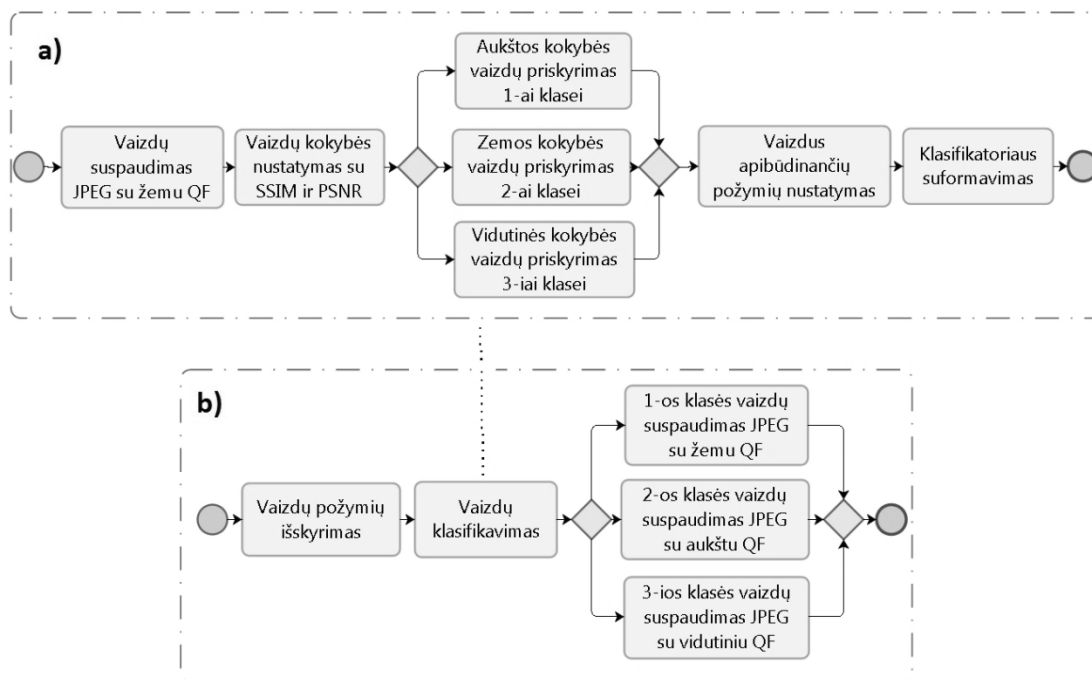 a)
Vaizdų
suspaudimas
JPEG su žemu QF
Vaizdų kokybės
nustatymas su
SSIM ir PSNR
Aukštos kokybės
vaizdų priskyrimas
1-ai klasei
Zemos kokybės
vaizdų priskyrimas
2-ai klasei
Vidutinės kokybės
vaizdų priskyrimas
3-iai klasei
Vaizdus
apibūdinančių
požymių nustatymas
Klasifikatoriaus
suformavimas
b)
Vaizdų požymių
išskyrimas
Vaizdų
klasifikavimas
1-os klasės vaizdų
suspaudimas JPEG
su žemu QF
2-os klasės vaizdų
suspaudimas JPEG
su aukštu QF
3-ios klasės vaizdų
suspaudimas JPEG
su vidutiniu QF